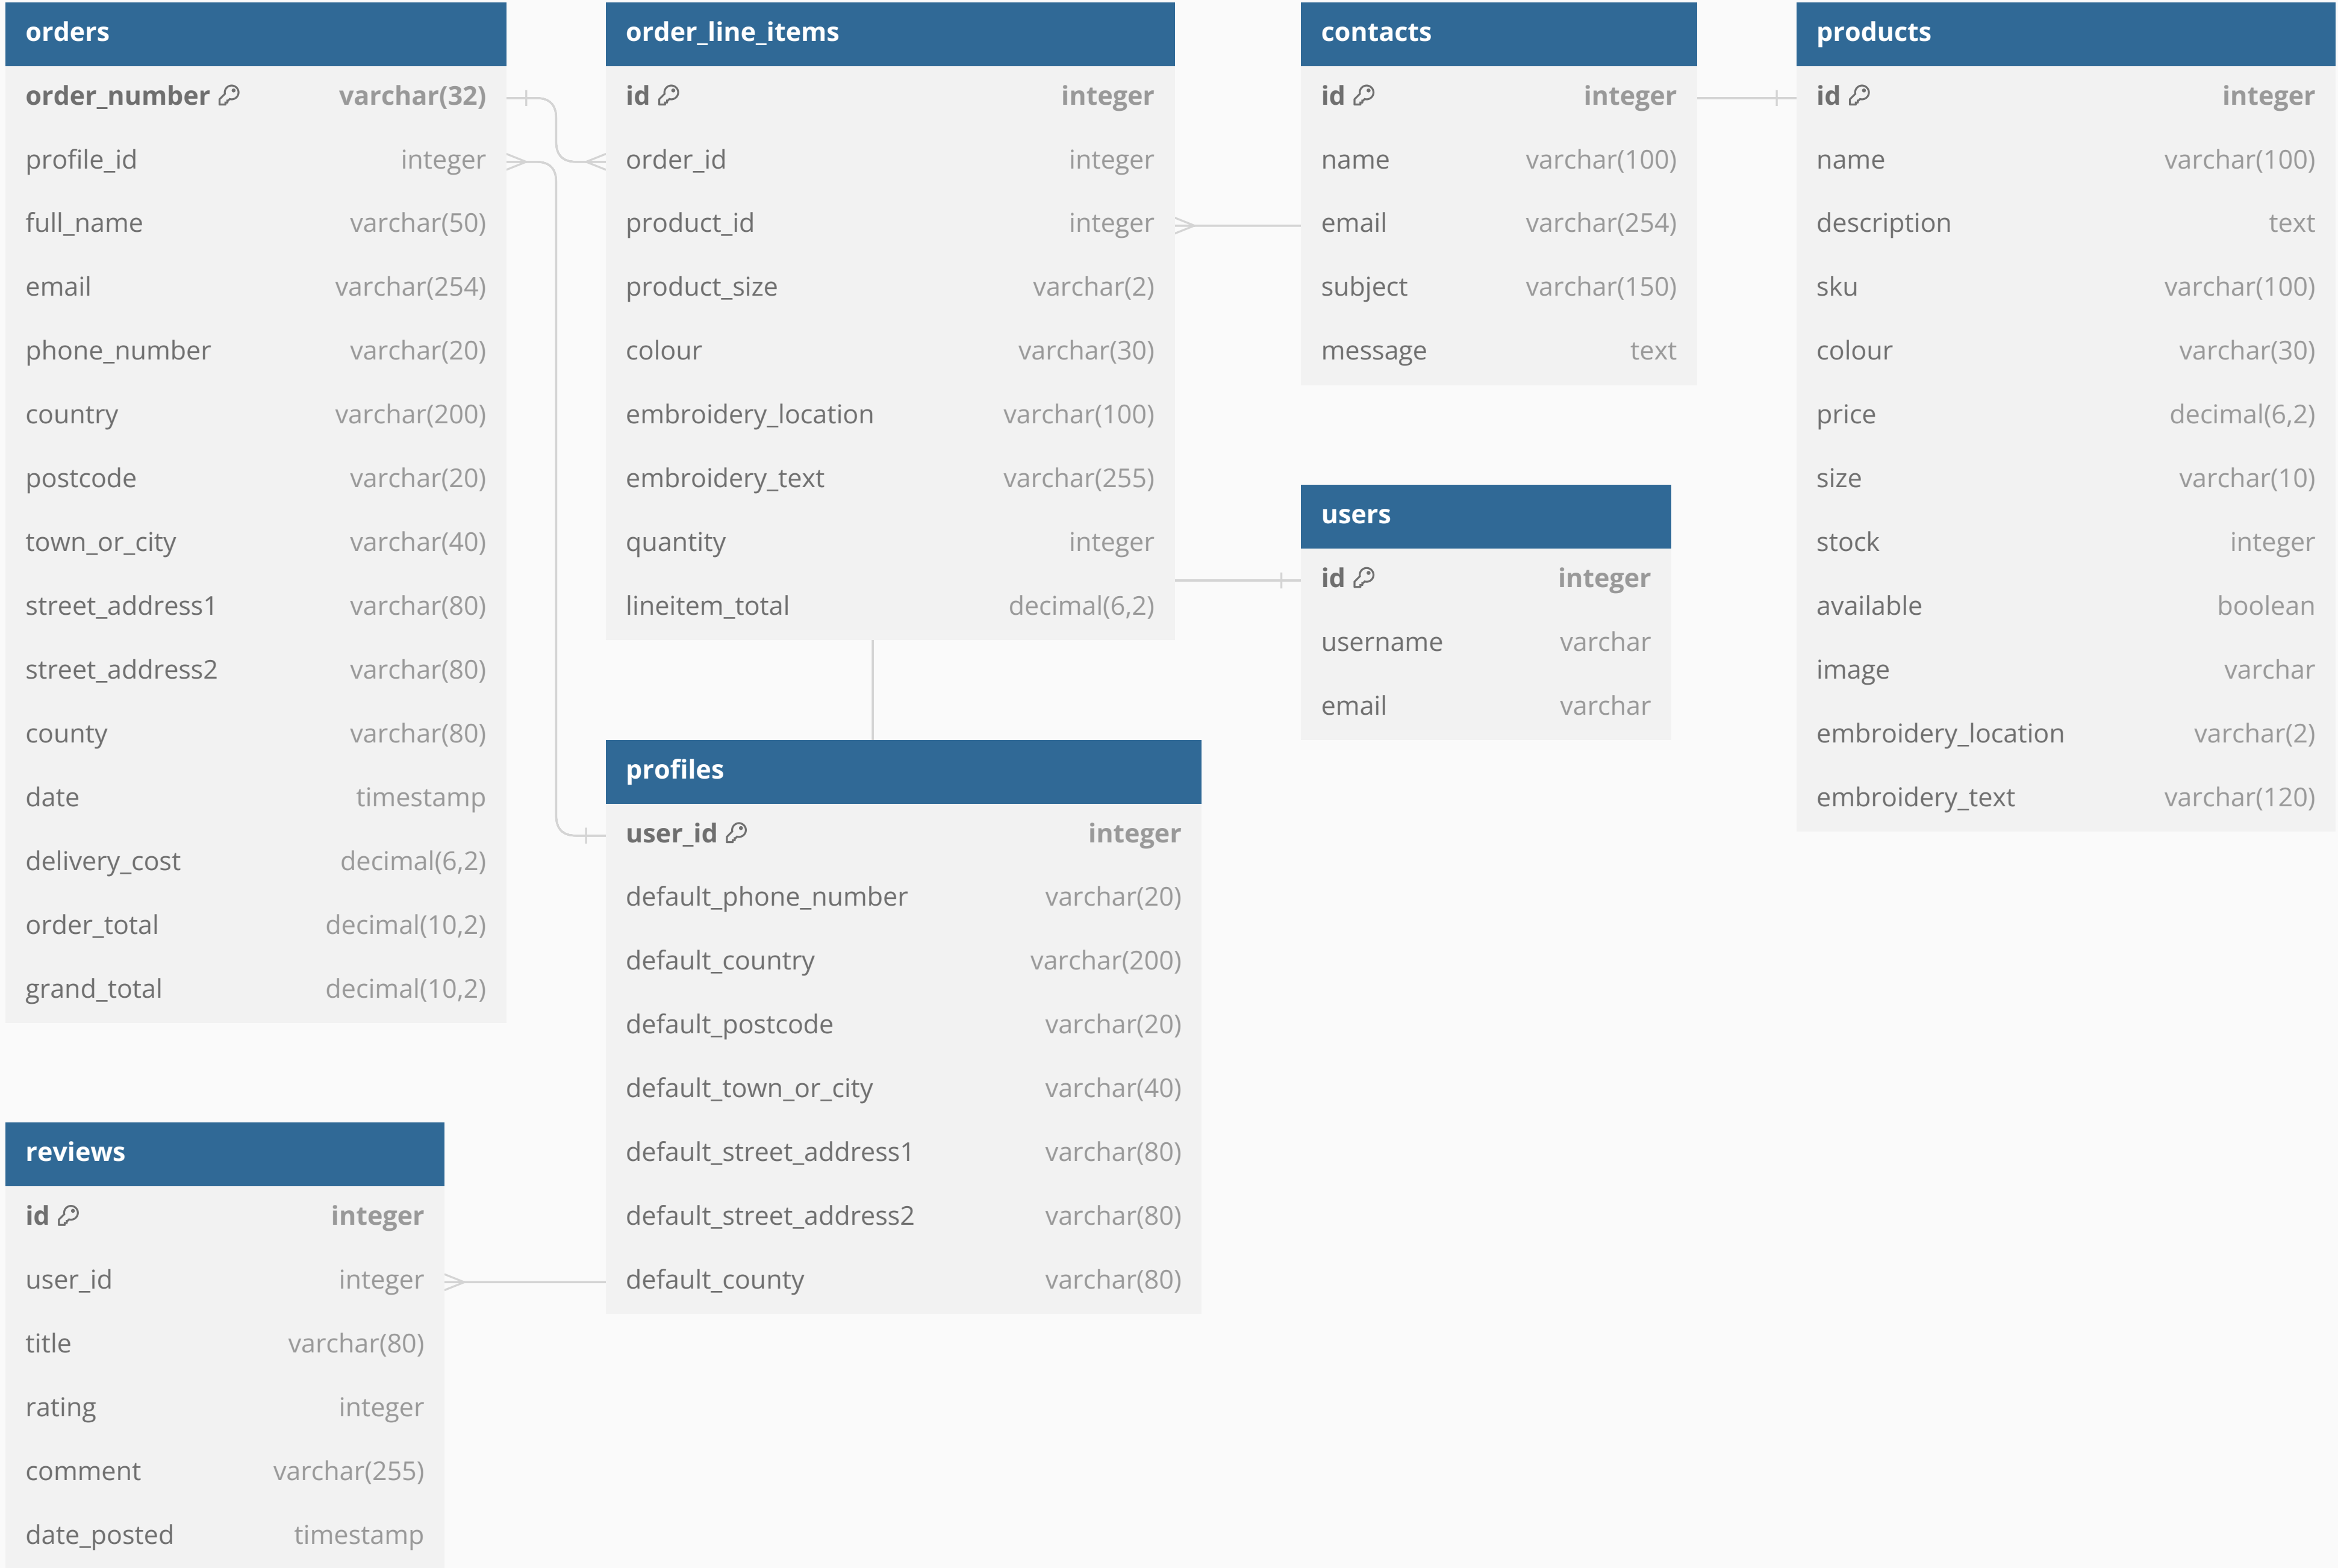 orders
order_number varchar(32)
profile_id integer
full_name varchar(50)
email varchar(254)
phone_number varchar(20)
country varchar(200)
postcode varchar(20)
town_or_city varchar(40)
street_address1 varchar(80)
street_address2 varchar(80)
county varchar(80)
date timestamp
delivery_cost decimal(6,2)
order_total decimal(10,2)
grand_total decimal(10,2)
order_line_items
id integer
order_id integer
product_id integer
product_size varchar(2)
colour varchar(30)
embroidery_location varchar(100)
embroidery_text varchar(255)
quantity integer
lineitem_total decimal(6,2)
contacts
id integer
name varchar(100)
email varchar(254)
subject varchar(150)
message text
products
id integer
name varchar(100)
description text
sku varchar(100)
colour varchar(30)
price decimal(6,2)
size varchar(10)
stock integer
available boolean
image varchar
embroidery_location varchar(2)
embroidery_text varchar(120)
users
id integer
username varchar
email varchar
profiles
user_id integer
default_phone_number varchar(20)
default_country varchar(200)
default_postcode varchar(20)
default_town_or_city varchar(40)
default_street_address1 varchar(80)
default_street_address2 varchar(80)
default_county varchar(80)
reviews
id integer
user_id integer
title varchar(80)
rating integer
comment varchar(255)
date_posted timestamp